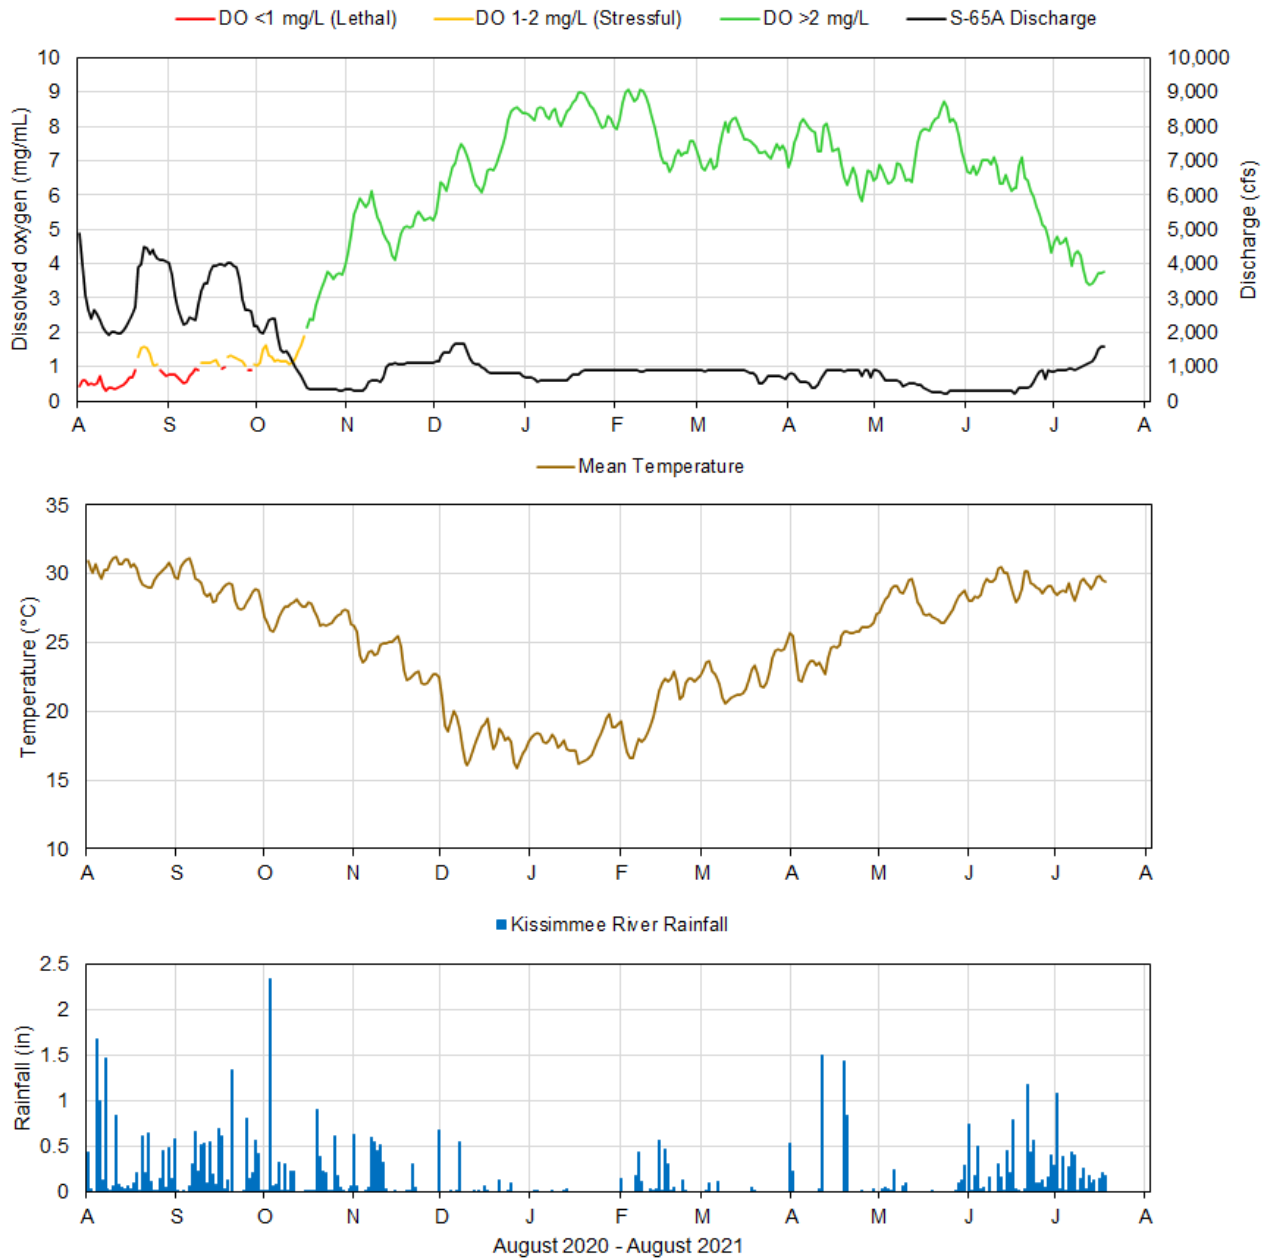 DO <1 mg/L (Lethal) DO 1-2 mg/L (Stressful) DO >2 mg/L S-65A Discharge
10 10,000
9 9,000
8 8,000
7 7,000
6 6,000
5 5,000
4 4,000
3 3,000
2 2,000
1 1,000
0 0
Dissolved oxygen (mg/mL)
Discharge (cfs)
A S O N D J F M A M J J A
Mean Temperature
35
30
25
20
15
10
Temperature (°C)
A S O N D J F M A M J J A
Kissimmee River Rainfall
2.5
2
1.5
1
0.5
0
Rainfall (in)
A S O N D J F M A M J J A
August 2020 - August 2021